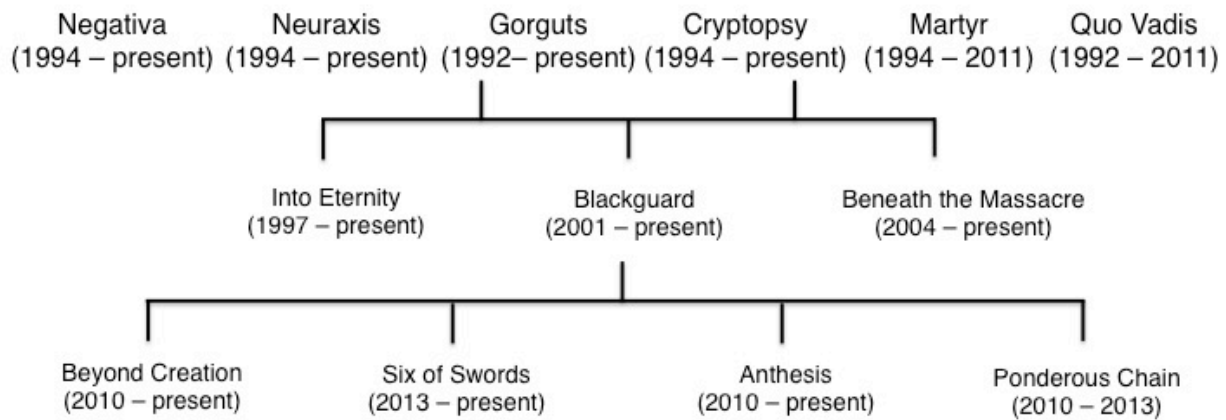 Negativa Neuraxis Gorguts Cryptopsy Martyr Quo Vadis
(1994 – present) (1994 – present) (1992– present) (1994 – present) (1994 – 2011) (1992 – 2011)
Into Eternity Blackguard Beneath the Massacre
(1997 – present) (2001 – present) (2004 – present)
Beyond Creation Six of Swords Anthesis Ponderous Chain
(2010 – present) (2013 – present) (2010 – present) (2010 – 2013)